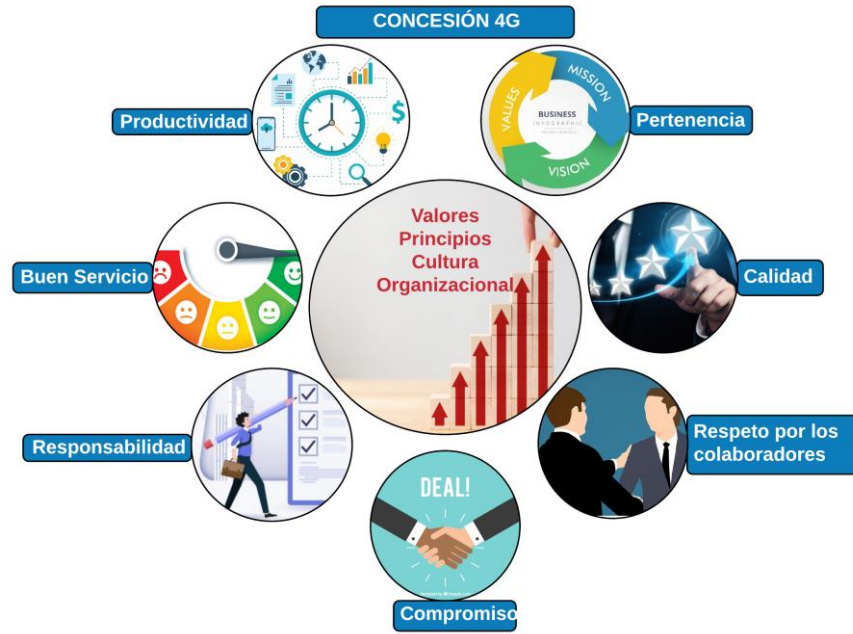 CONCESIÓN 4G
Productividad
$
VALUES
MISSION
VISION
BUSINESS
INFOGRAPHIC
Pertenencia
Valores
Principios
Cultura
Organizacional
Buen Servicio
Calidad
Responsabilidad
Respeto por los
colaboradores
DEAL!
Compromiso